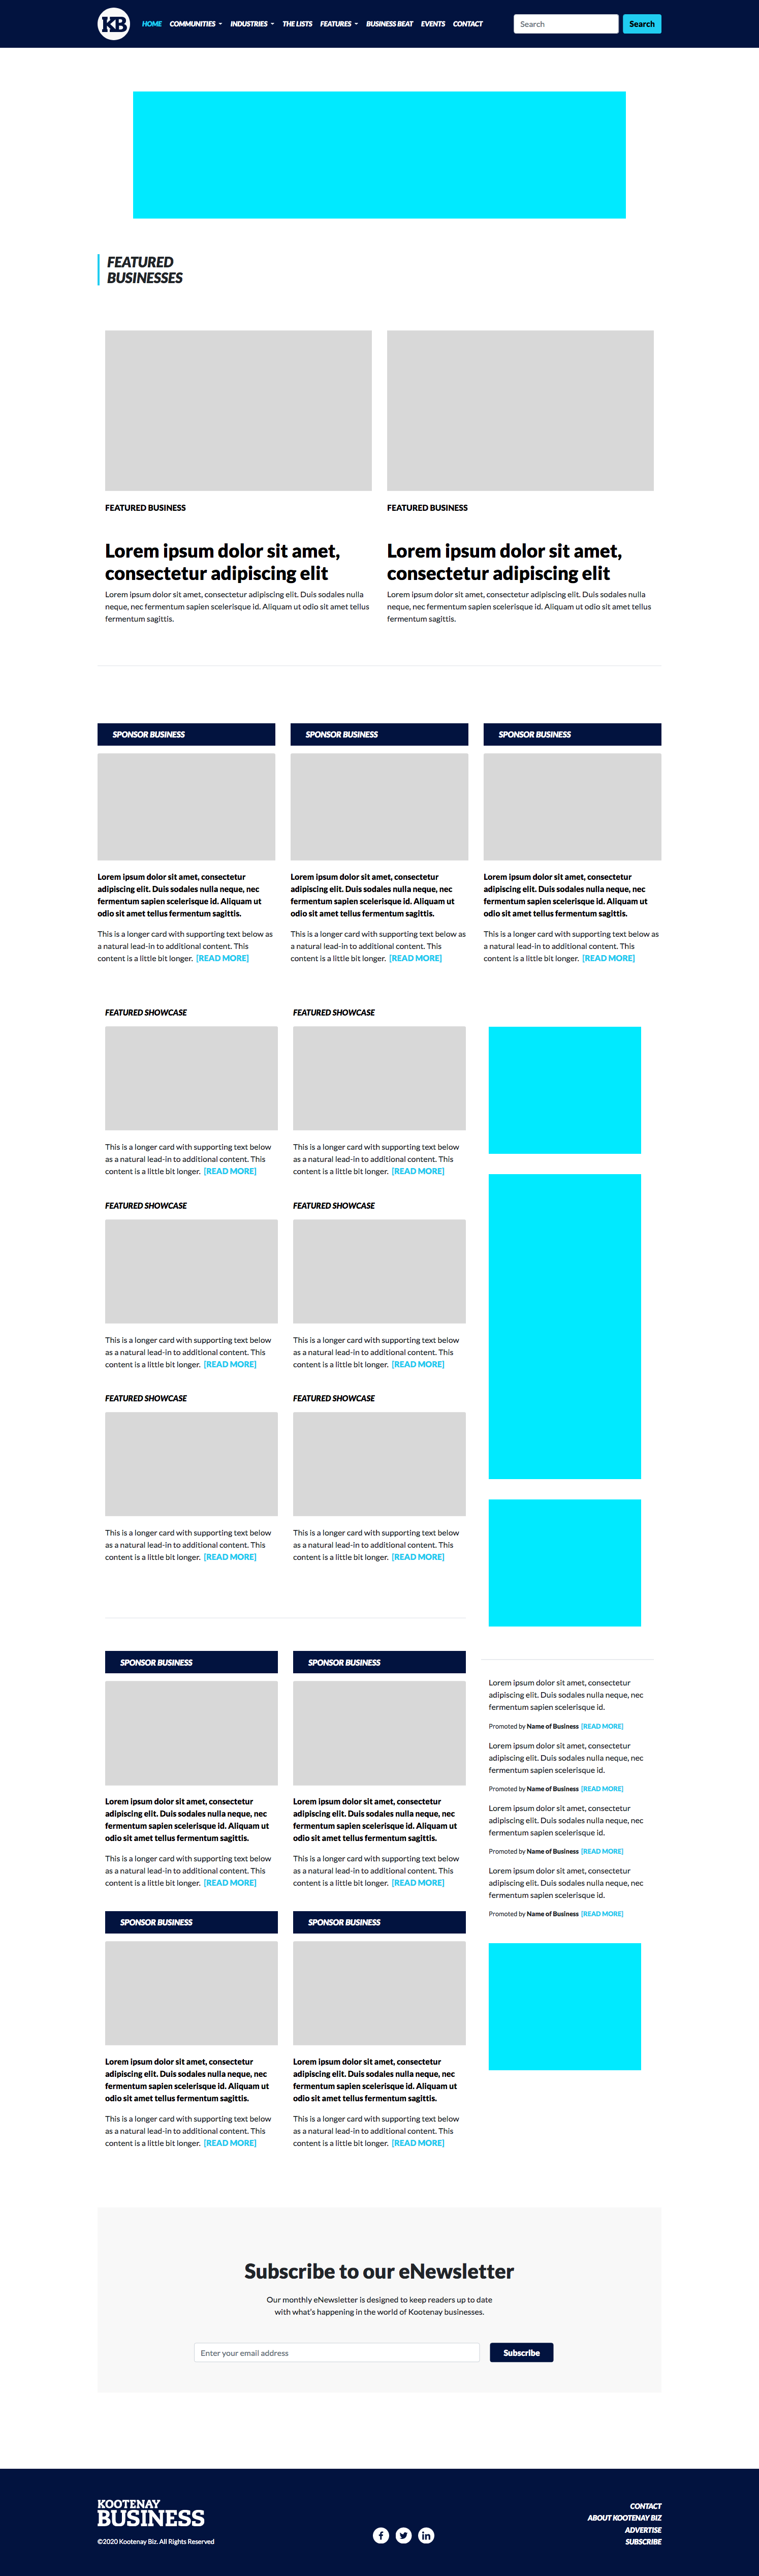 KB
HOME COMMUNITIES INDUSTRIES THE LISTS FEATURES BUSINESS BEAT EVENTS CONTACT
Search Search
FEATURED
BUSINESSES
FEATURED BUSINESS
Lorem ipsum dolor sit amet,
consectetur adipiscing elit
Lorem ipsum dolor sit amet, consectetur adipiscing elit. Duis sodales nulla
neque, nec fermentum sapien scelerisque id. Aliquam ut odio sit amet tellus
fermentum sagittis.
FEATURED BUSINESS
Lorem ipsum dolor sit amet,
consectetur adipiscing elit
Lorem ipsum dolor sit amet, consectetur adipiscing elit. Duis sodales nulla
neque, nec fermentum sapien scelerisque id. Aliquam ut odio sit amet tellus
fermentum sagittis.
SPONSOR BUSINESS
Lorem ipsum dolor sit amet, consectetur
adipiscing elit. Duis sodales nulla neque, nec
fermentum sapien scelerisque id. Aliquam ut
odio sit amet tellus fermentum sagittis.
This is a longer card with supporting text below as
a natural lead-in to additional content. This
content is a little bit longer. [READ MORE]
SPONSOR BUSINESS
Lorem ipsum dolor sit amet, consectetur
adipiscing elit. Duis sodales nulla neque, nec
fermentum sapien scelerisque id. Aliquam ut
odio sit amet tellus fermentum sagittis.
This is a longer card with supporting text below as
a natural lead-in to additional content. This
content is a little bit longer. [READ MORE]
SPONSOR BUSINESS
Lorem ipsum dolor sit amet, consectetur
adipiscing elit. Duis sodales nulla neque, nec
fermentum sapien scelerisque id. Aliquam ut
odio sit amet tellus fermentum sagittis.
This is a longer card with supporting text below as
a natural lead-in to additional content. This
content is a little bit longer. [READ MORE]
FEATURED SHOWCASE
This is a longer card with supporting text below
as a natural lead-in to additional content. This
content is a little bit longer. [READ MORE]
FEATURED SHOWCASE
This is a longer card with supporting text below
as a natural lead-in to additional content. This
content is a little bit longer. [READ MORE]
FEATURED SHOWCASE
This is a longer card with supporting text below
as a natural lead-in to additional content. This
content is a little bit longer. [READ MORE]
FEATURED SHOWCASE
This is a longer card with supporting text below
as a natural lead-in to additional content. This
content is a little bit longer. [READ MORE]
FEATURED SHOWCASE
This is a longer card with supporting text below
as a natural lead-in to additional content. This
content is a little bit longer. [READ MORE]
FEATURED SHOWCASE
This is a longer card with supporting text below
as a natural lead-in to additional content. This
content is a little bit longer. [READ MORE]
SPONSOR BUSINESS
Lorem ipsum dolor sit amet, consectetur
adipiscing elit. Duis sodales nulla neque, nec
fermentum sapien scelerisque id. Aliquam ut
odio sit amet tellus fermentum sagittis.
This is a longer card with supporting text below
as a natural lead-in to additional content. This
content is a little bit longer. [READ MORE]
SPONSOR BUSINESS
Lorem ipsum dolor sit amet, consectetur
adipiscing elit. Duis sodales nulla neque, nec
fermentum sapien scelerisque id. Aliquam ut
odio sit amet tellus fermentum sagittis.
This is a longer card with supporting text below
as a natural lead-in to additional content. This
content is a little bit longer. [READ MORE]
SPONSOR BUSINESS
Lorem ipsum dolor sit amet, consectetur
adipiscing elit. Duis sodales nulla neque, nec
fermentum sapien scelerisque id. Aliquam ut
odio sit amet tellus fermentum sagittis.
This is a longer card with supporting text below
as a natural lead-in to additional content. This
content is a little bit longer. [READ MORE]
SPONSOR BUSINESS
Lorem ipsum dolor sit amet, consectetur
adipiscing elit. Duis sodales nulla neque, nec
fermentum sapien scelerisque id. Aliquam ut
odio sit amet tellus fermentum sagittis.
This is a longer card with supporting text below
as a natural lead-in to additional content. This
content is a little bit longer. [READ MORE]
Lorem ipsum dolor sit amet, consectetur
adipiscing elit. Duis sodales nulla neque, nec
fermentum sapien scelerisque id.
Promoted by Name of Business [READ MORE]
Lorem ipsum dolor sit amet, consectetur
adipiscing elit. Duis sodales nulla neque, nec
fermentum sapien scelerisque id.
Promoted by Name of Business [READ MORE]
Lorem ipsum dolor sit amet, consectetur
adipiscing elit. Duis sodales nulla neque, nec
fermentum sapien scelerisque id.
Promoted by Name of Business [READ MORE]
Lorem ipsum dolor sit amet, consectetur
adipiscing elit. Duis sodales nulla neque, nec
fermentum sapien scelerisque id.
Promoted by Name of Business [READ MORE]
Subscribe to our eNewsletter
Our monthly eNewsletter is designed to keep readers up to date
with what's happening in the world of Kootenay businesses.
Enter your email address Subscribe
KOOTENAY
BUSINESS
©2020 Kootenay Biz. All Rights Reserved
CONTACT
ABOUT KOOTENAY BIZ
ADVERTISE
SUBSCRIBE